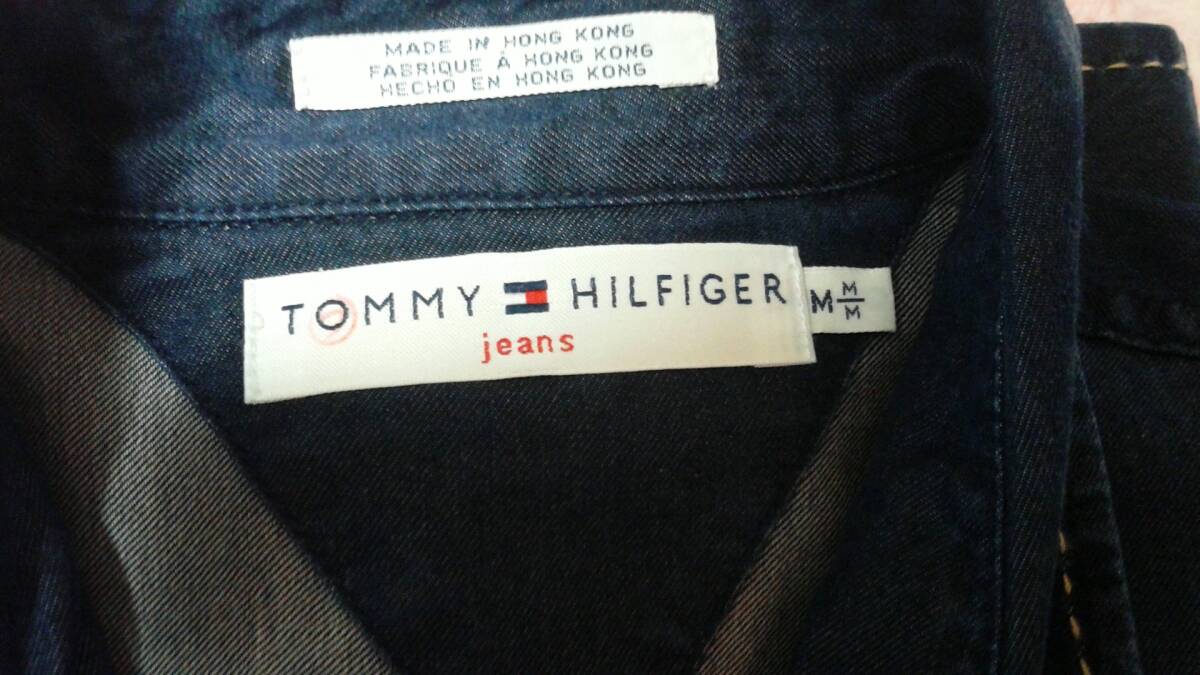 MADE IN HONG KONG
FABRIQUE À HONG KONG
HECHO EN HONG KONG
TOMMY HILFIGER
jeans
M M/M